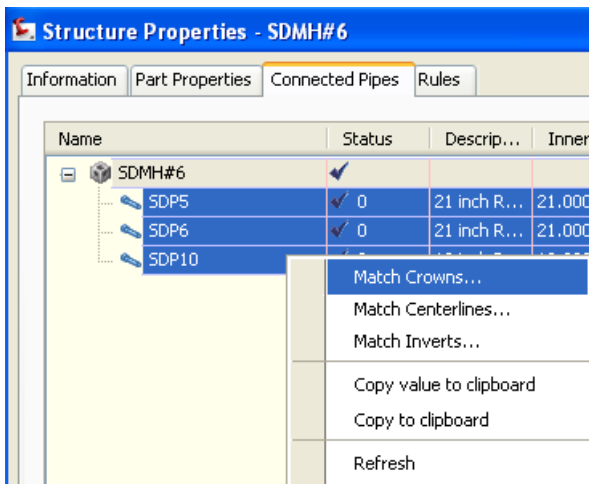 Structure Properties - SDMH#6
Information Part Properties Connected Pipes Rules
Name Status Descrip... Inner
SDMH#6
SDP5 0 21 inch R... 21.000
SDP6 0 21 inch R... 21.000
SDP10
Match Crowns...
Match Centerlines...
Match Inverts...
Copy value to clipboard
Copy to clipboard
Refresh